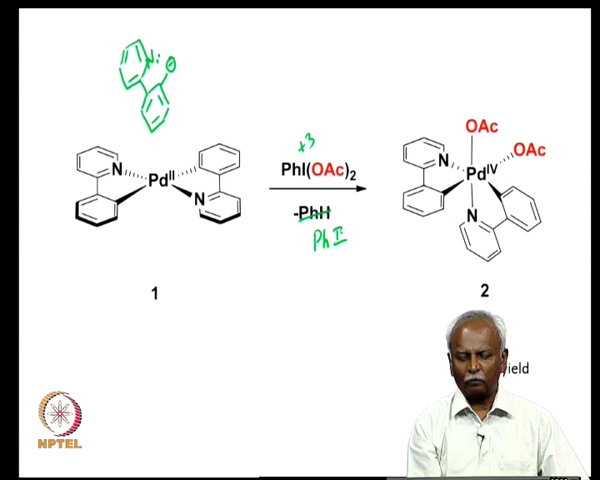 N:
⊖
N
Pd^II
N
+3
PhI(OAc)2
-PhH
PhI
OAc
OAc
Pd^IV
N
N
1
2
ield
NPTEL